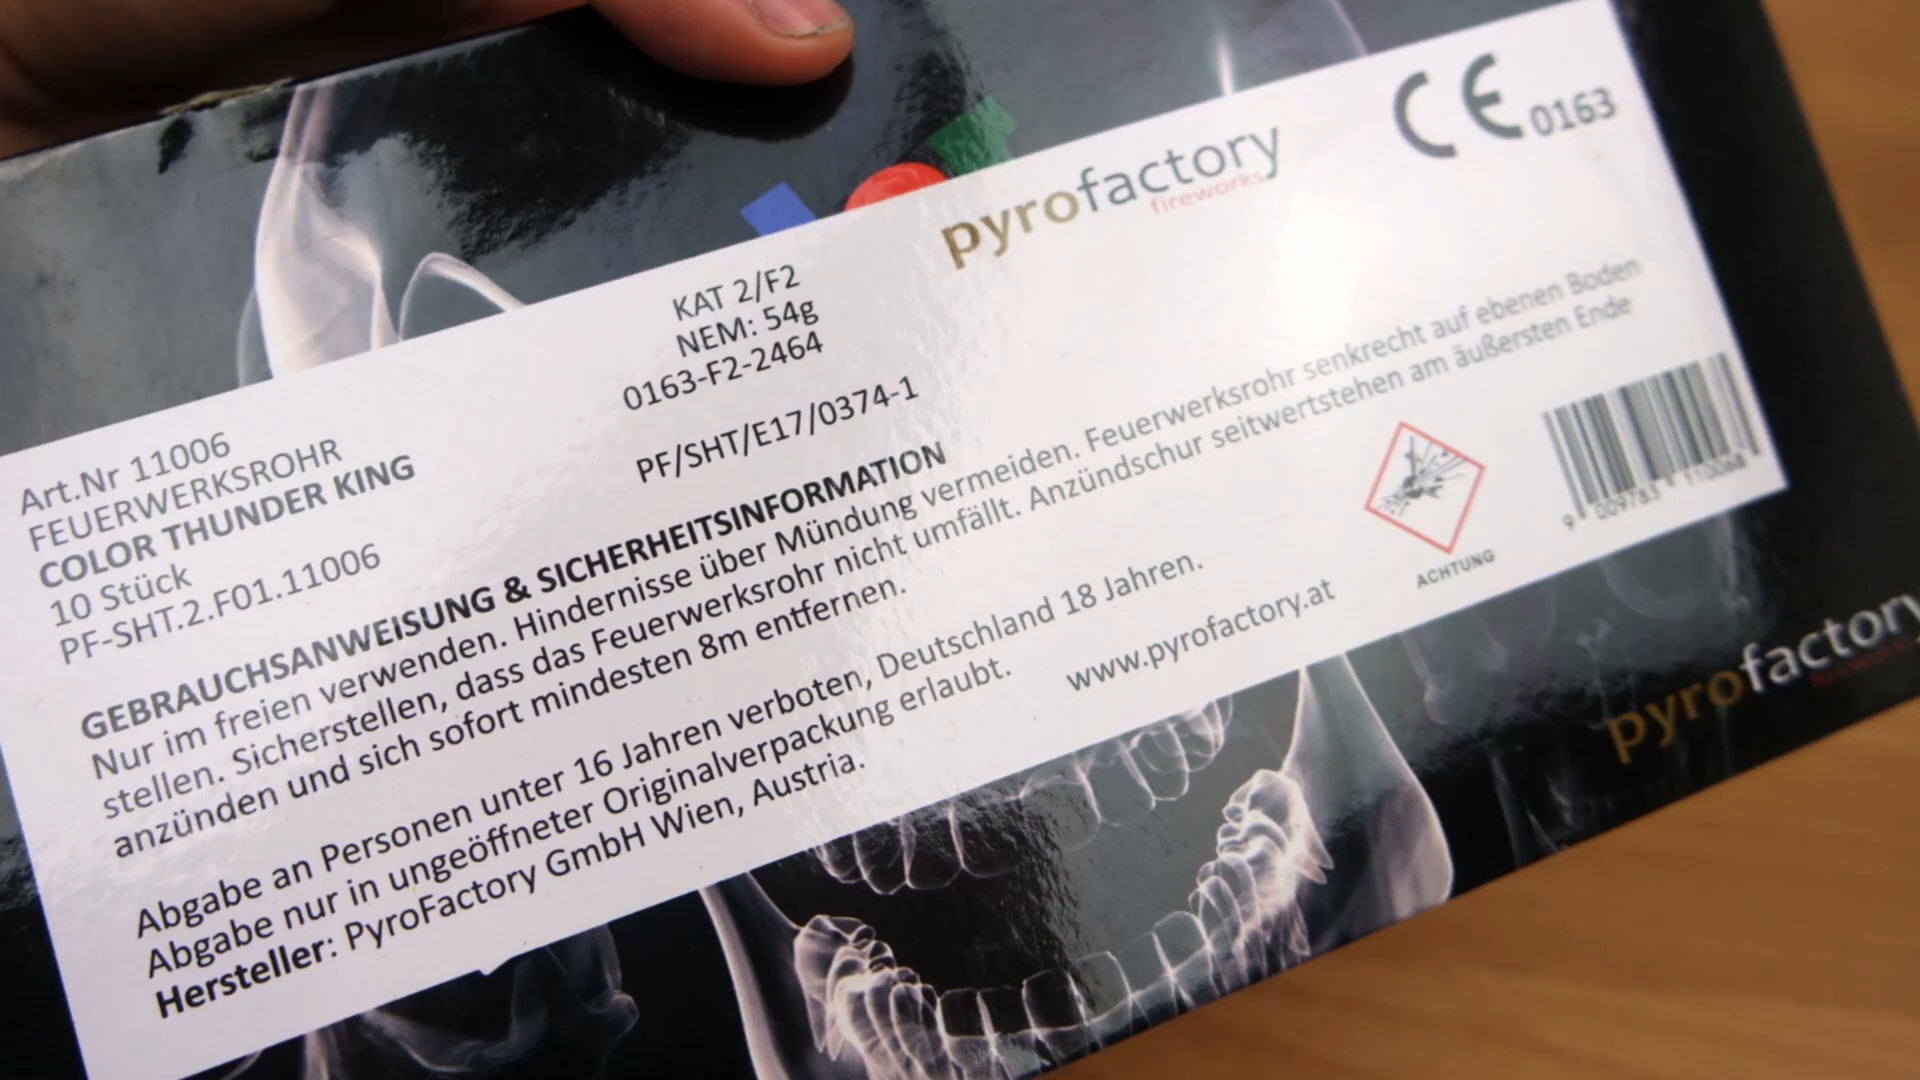 pyrofactory
fireworks
CE 0163
KAT 2/F2
NEM: 54g
0163-F2-2464
PF/SHT/E17/0374-1
Art.Nr 11006
FEUERWERKSROHR
COLOR THUNDER KING
10 Stück
PF-SHT.2.F01.11006
GEBRAUCHSANWEISUNG & SICHERHEITSINFORMATION
Nur im freien verwenden. Hindernisse über Mündung vermeiden. Feuerwerksrohr senkrecht auf ebenen Boden
stellen. Sicherstellen, dass das Feuerwerksrohr nicht umfällt. Anzündschur seitwertstehen am äußersten Ende
anzünden und sich sofort mindesten 8m entfernen.
Abgabe an Personen unter 16 Jahren verboten, Deutschland 18 Jahren.
Abgabe nur in ungeöffneter Originalverpackung erlaubt.
Hersteller: PyroFactory GmbH Wien, Austria.
www.pyrofactory.at
ACHTUNG
9 009783 110068
pyrofactory
fireworks